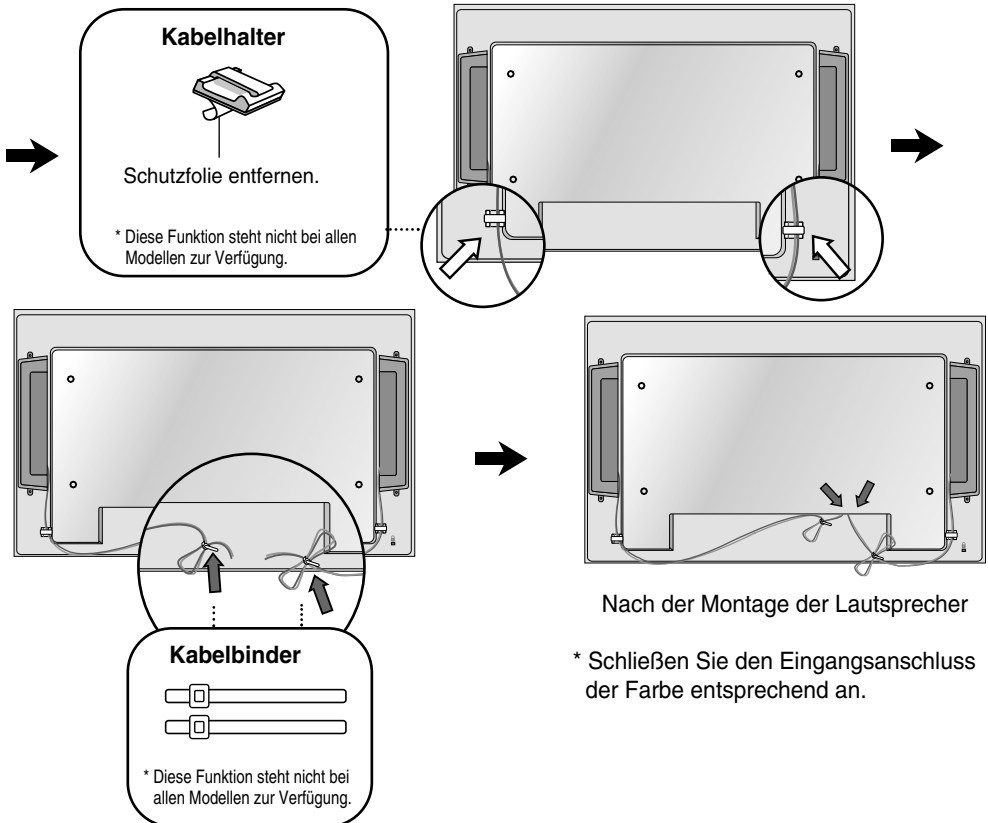 Kabelhalter
Schutzfolie entfernen.
* Diese Funktion steht nicht bei allen
Modellen zur Verfügung.
Kabelbinder
* Diese Funktion steht nicht bei
allen Modellen zur Verfügung.
Nach der Montage der Lautsprecher
* Schließen Sie den Eingangsanschluss
der Farbe entsprechend an.